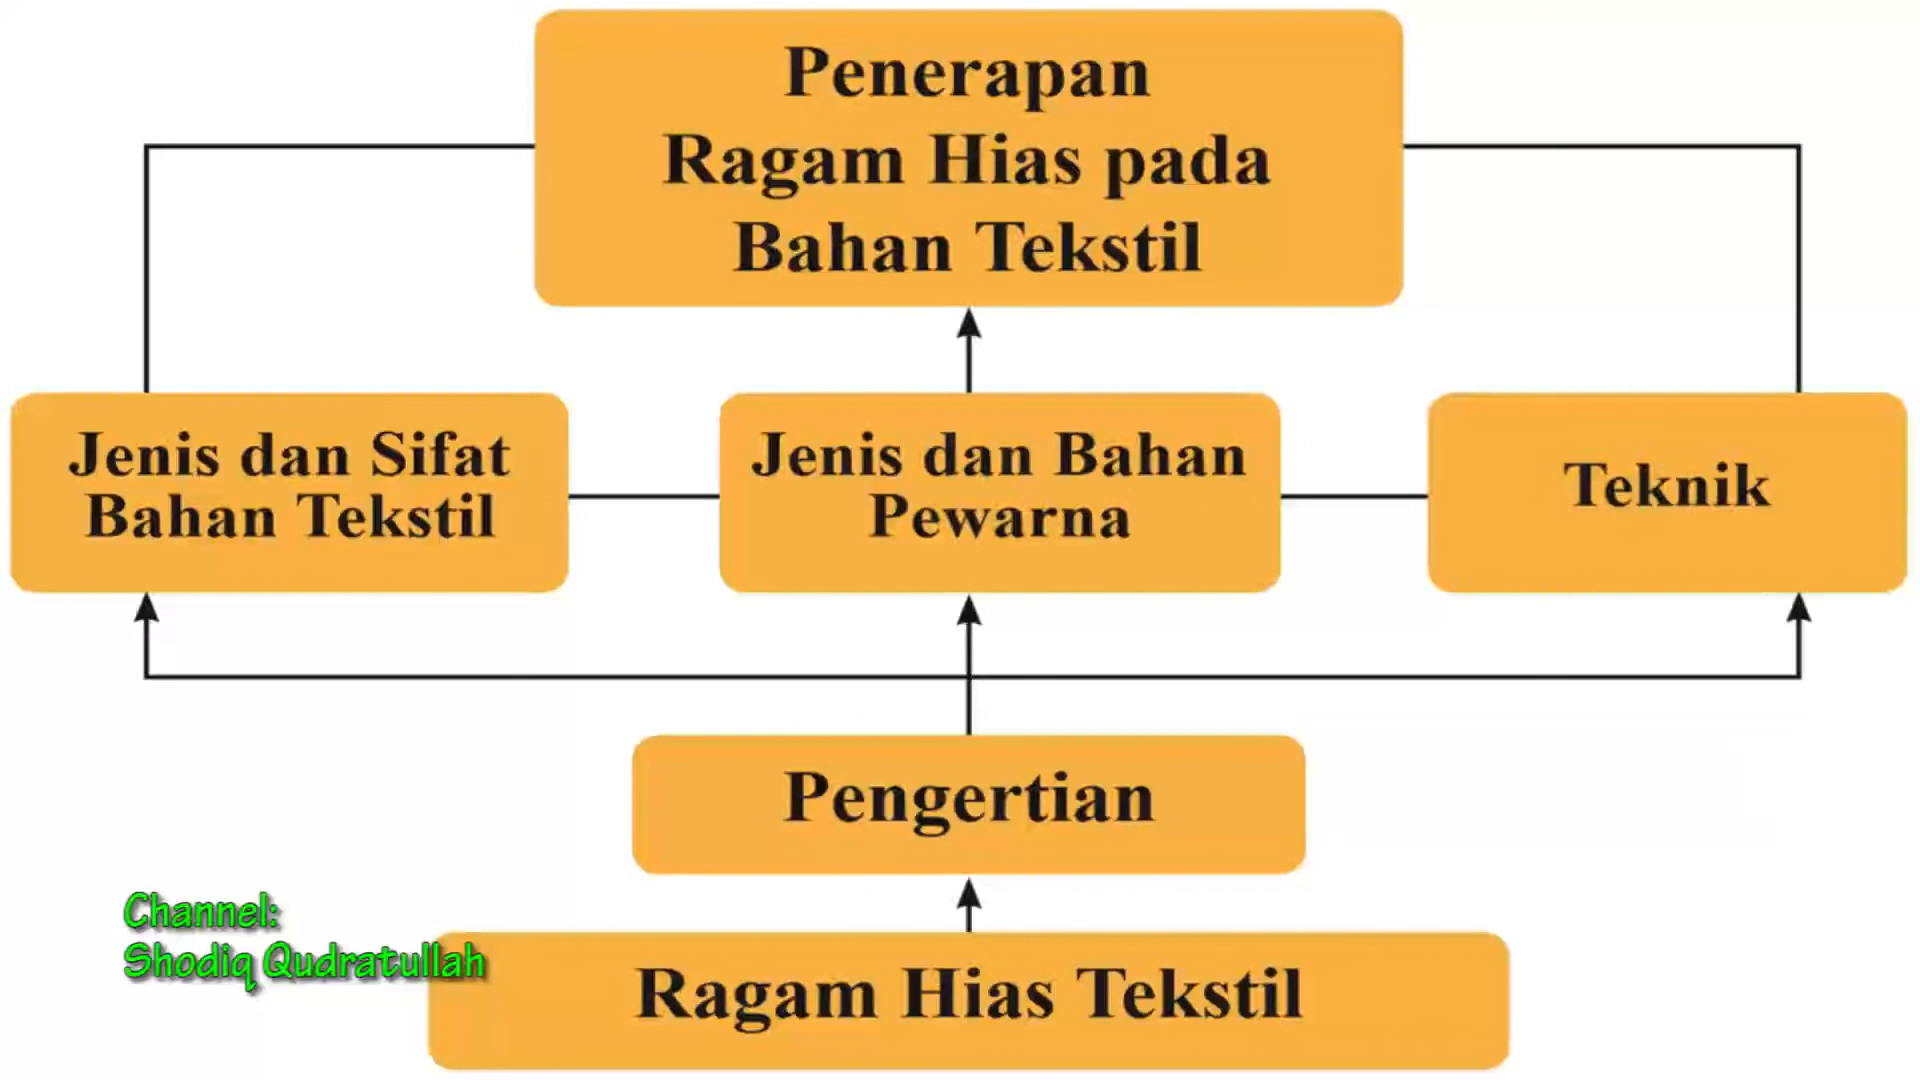 Penerapan
Ragam Hias pada
Bahan Tekstil
Jenis dan Sifat
Bahan Tekstil
Jenis dan Bahan
Pewarna
Teknik
Pengertian
Channel:
Shodiq Qudratullah
Ragam Hias Tekstil